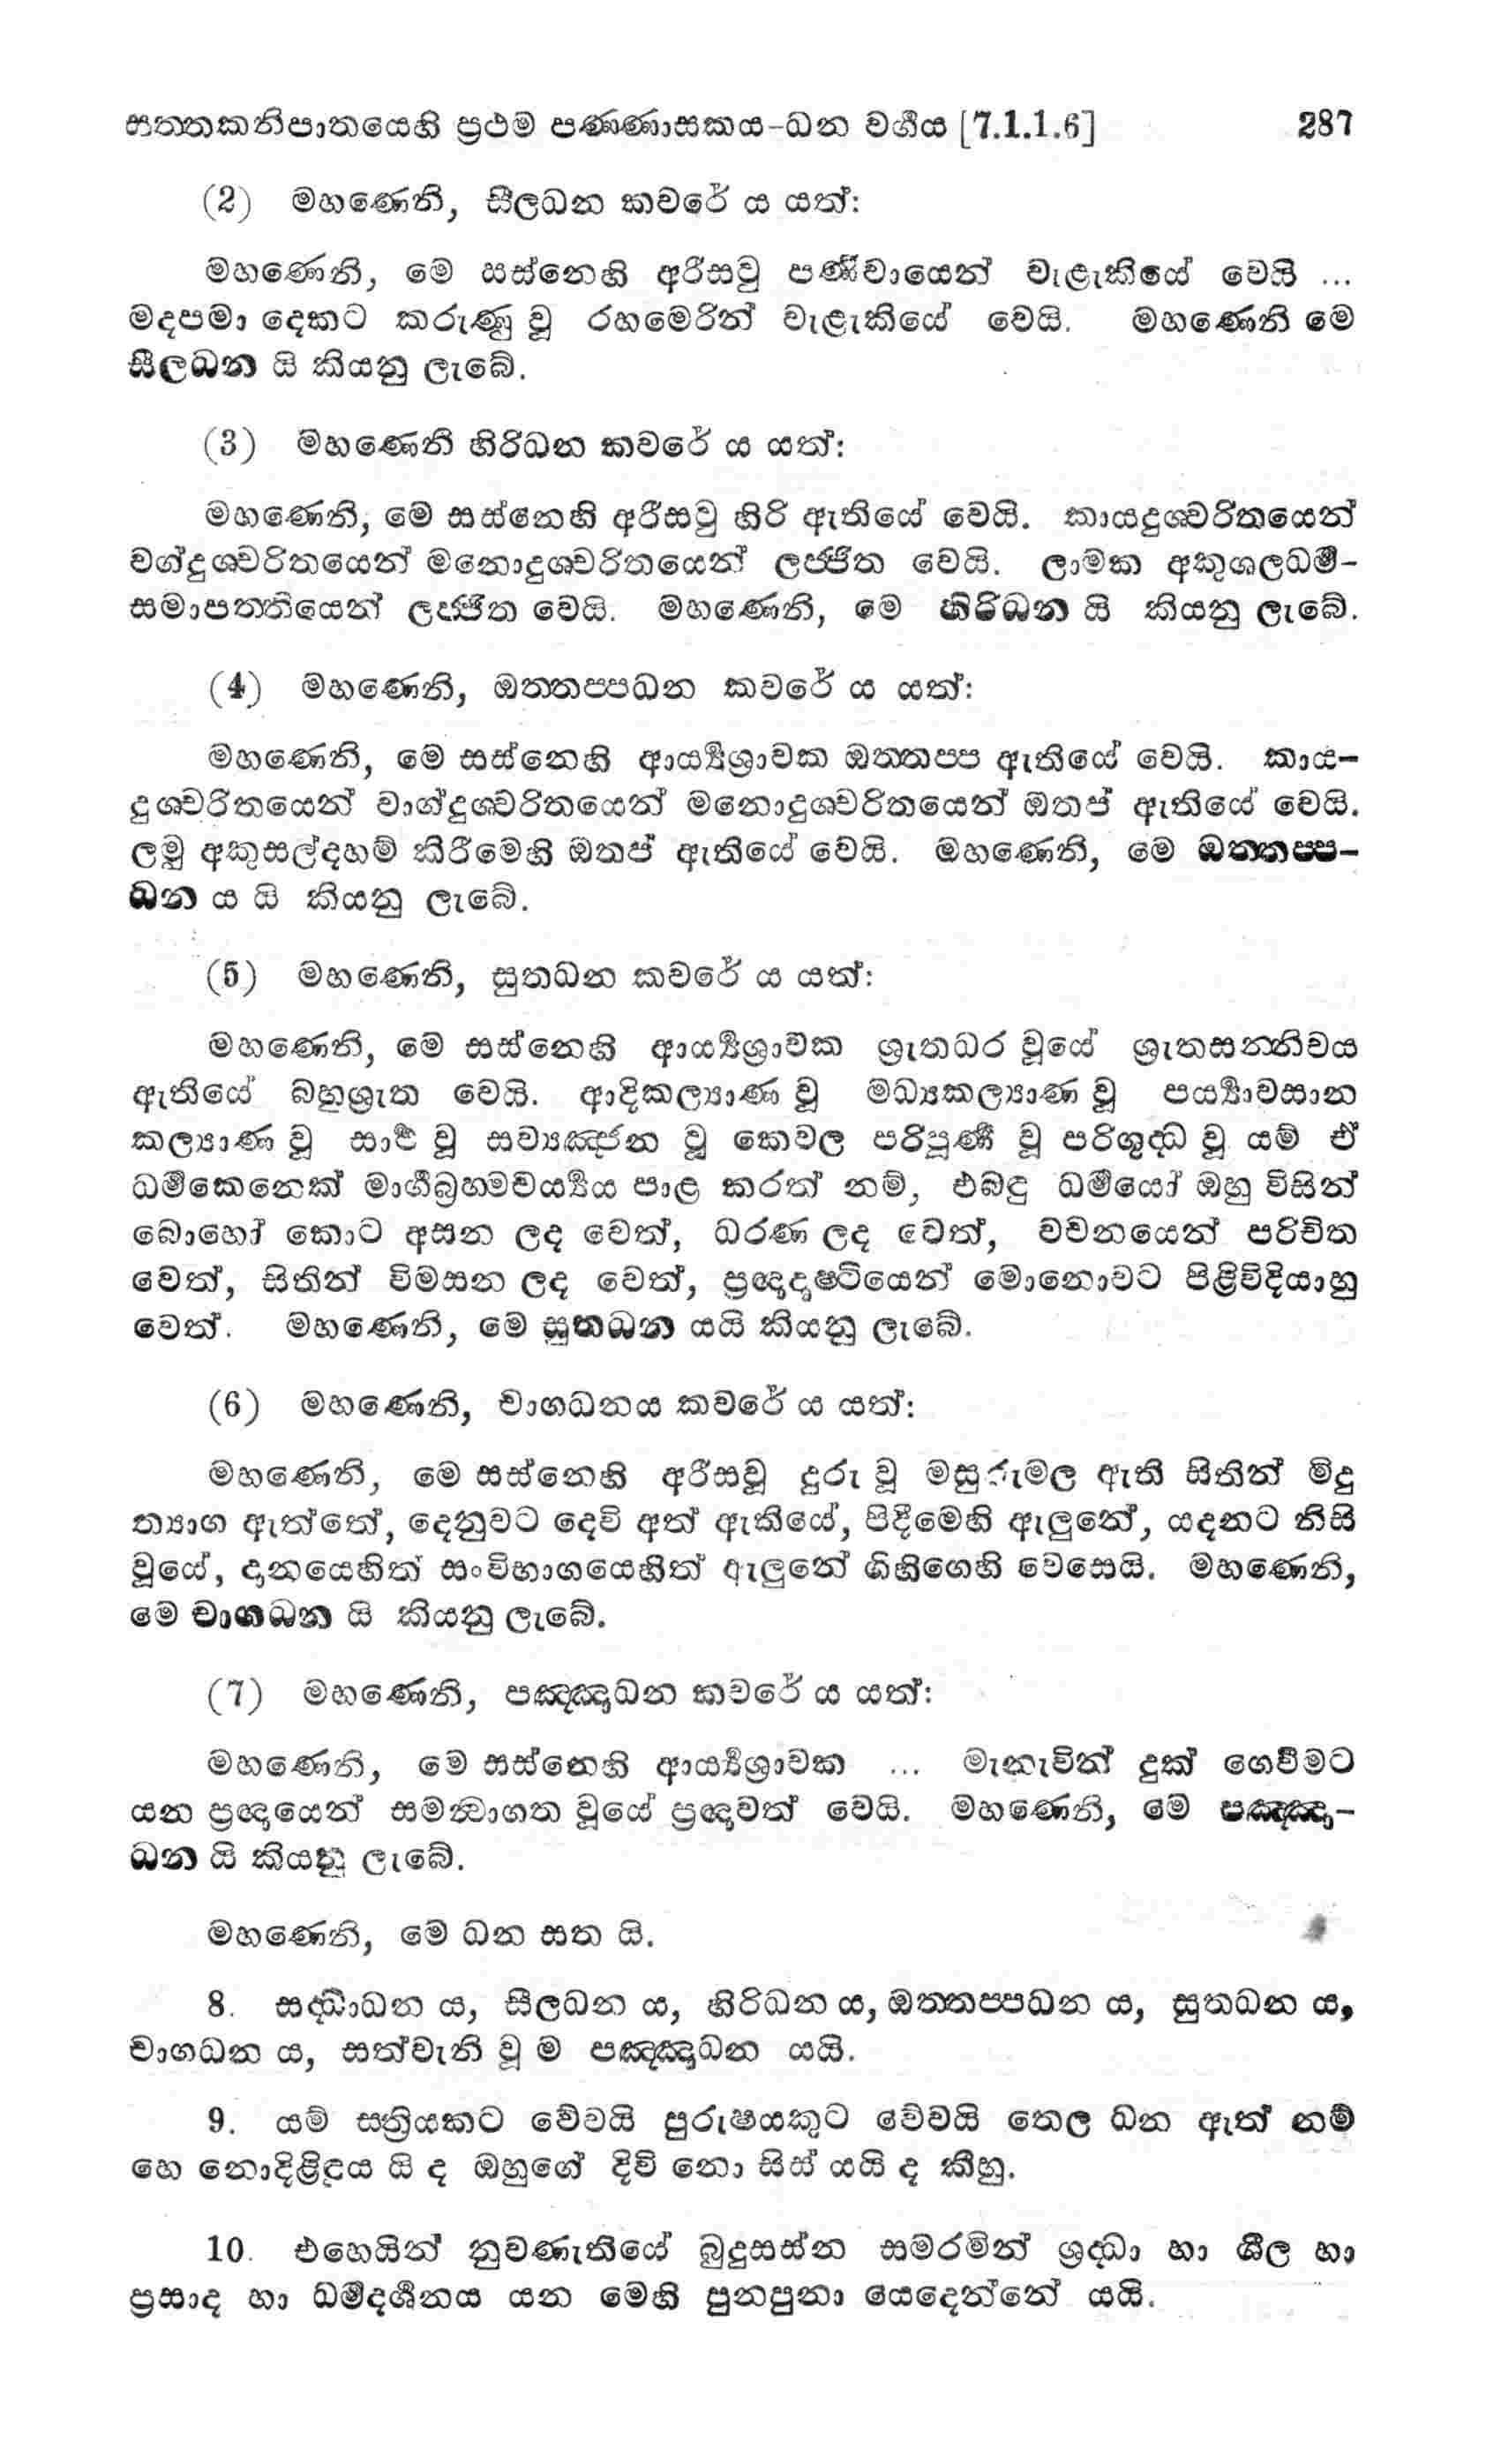 සත්තකනිපාතයෙහි ප්‍රථම පණ්ණාසකය-ධන වර්ගය [7.1.1.6] 287
(2) මහණෙනි, සීලධන කවරේ ය යත්:
මහණෙනි, මෙ සස්නෙහි අරිසවු පර්ණිවායෙන් වැළැකියේ වෙයි ...
මදපමා දෙකට කරුණු වූ රහමෙරින් වැළැකියේ වෙයි. මහණෙනි මෙ
සීලධන යි කියනු ලැබේ.
(3) මහණෙනි හිරිධන කවරේ ය යත්:
මහණෙනි, මෙ සස්නෙහි අරිසවු හිරි ඇතියේ වෙයි. කායදුශ්චරිතයෙන්
වග්දුශ්චරිතයෙන් මනොදුශ්චරිතයෙන් ලජ්ජිත වෙයි. ලාමක අකුශලධර්ම-
සමාපත්තියෙන් ලජ්ජිත වෙයි. මහණෙනි, මෙ හිරිධන යි කියනු ලැබේ.
(4) මහණෙනි, ඔත්තප්පධන කවරේ ය යත්:
මහණෙනි, මෙ සස්නෙහි ආර්‍ය්‍යශ්‍රාවක ඔත්තප්ප ඇතියේ වෙයි. කාය-
දුශ්චරිතයෙන් වාග්දුශ්චරිතයෙන් මනොදුශ්චරිතයෙන් ඔතප් ඇතියේ වෙයි.
ලමු අකුසල්දහම් කිරීමෙහි ඔතප් ඇතියේ වෙයි. මහණෙනි, මෙ ඔත්තප්ප-
ධන ය යි කියනු ලැබේ.
(5) මහණෙනි, සුතධන කවරේ ය යත්:
මහණෙනි, මෙ සස්නෙහි ආර්‍ය්‍යශ්‍රාවක ශ්‍රුතධර වූයේ ශ්‍රුතසන්නිචය
ඇතියේ බහුශ්‍රුත වෙයි. ආදිකල්‍යාණ වූ මධ්‍යකල්‍යාණ වූ පර්‍ය්‍යාවසාන
කල්‍යාණ වූ සාර්ථ වූ සව්‍යඤ්ජන වූ කෙවල පරිපූර්ණ වූ පරිශුද්ධ වූ යම් ඒ
ධර්මකෙනෙක් මාර්ගබ්‍රහ්මචර්‍ය්‍යය පාළ කරත් නම්, එබඳු ධර්මයෝ ඔහු විසින්
බොහෝ කොට අසන ලද වෙත්, ධරණ ලද වෙත්, වචනයෙන් පරිචිත
වෙත්, සිතින් විමසන ලද වෙත්, ප්‍රඥාදෘෂ්ටියෙන් මොනොවට පිළිවිදියාහු
වෙත්. මහණෙනි, මෙ සුතධන යයි කියනු ලැබේ.
(6) මහණෙනි, චාගධනය කවරේ ය යත්:
මහණෙනි, මෙ සස්නෙහි අරිසවූ දුරු වූ මසුරුමල ඇති සිතින් මිදු
ත්‍යාග ඇත්තේ, දෙනුවට දෙවි අත් ඇකියේ, පිදීමෙහි ඇලුනේ, යදනට නිසි
වූයේ, දානයෙහිත් සංවිභාගයෙහිත් ඇලුනේ ගිහිගෙහි වෙසෙයි. මහණෙනි,
මෙ චාගධන යි කියනු ලැබේ.
(7) මහණෙනි, පඤ්ඤාධන කවරේ ය යත්:
මහණෙනි, මෙ සස්නෙහි ආර්‍ය්‍යශ්‍රාවක ... මැනැවින් දුක් ගෙවීමට
යන ප්‍රඥායෙන් සමන්වාගත වූයේ ප්‍රඥාවත් වෙයි. මහණෙනි, මෙ පඤ්ඤා-
ධන යි කියනු ලැබේ.
මහණෙනි, මෙ ධන සත යි.
8. සද්ධාධන ය, සීලධන ය, හිරිධන ය, ඔත්තප්පධන ය, සුතධන ය,
චාගධන ය, සත්වැනි වූ ම පඤ්ඤාධන යයි.
9. යම් ස්ත්‍රියකට වේවයි පුරුෂයකුට වේවයි තෙල ධන ඇත් නම්
හෙ නොදිළිඳුය යි ද ඔහුගේ දිවි නො සිස් යයි ද කීහු.
10. එහෙයින් නුවණැතියේ බුදුසස්න සමරමින් ශ්‍රද්ධා හා ශීල හා
ප්‍රසාද හා ධර්මදර්ශනය යන මෙහි පුනපුනා යෙදෙන්නේ යයි.